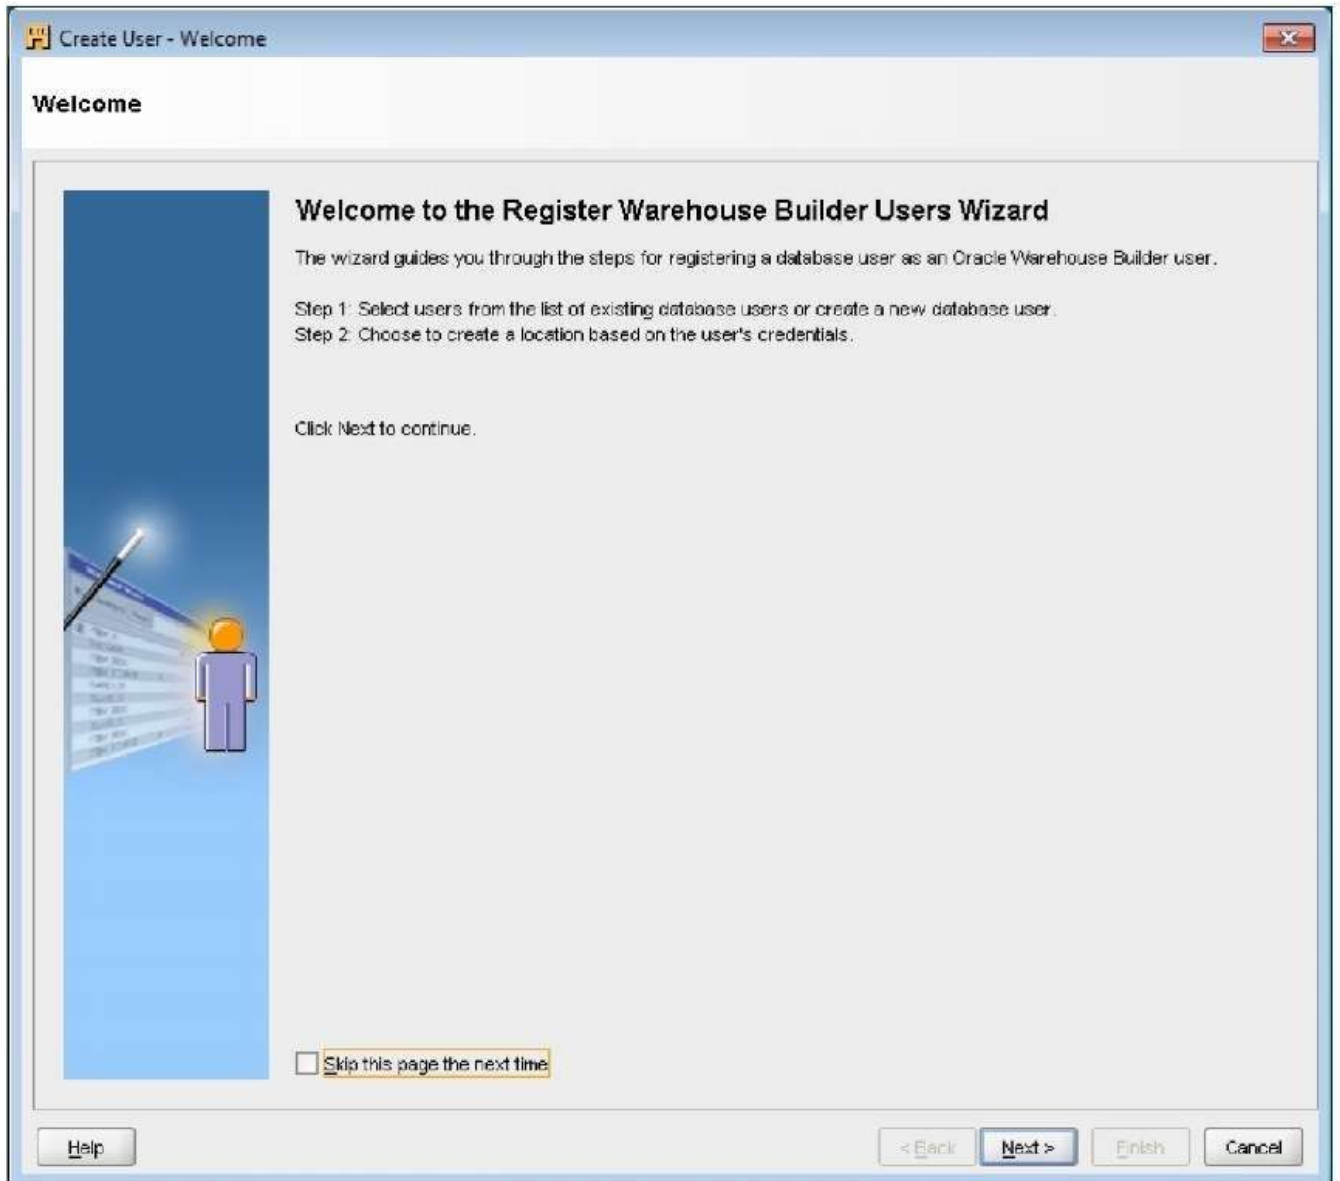 Create User - Welcome
Welcome
Welcome to the Register Warehouse Builder Users Wizard
The wizard guides you through the steps for registering a database user as an Oracle Warehouse Builder user.
Step 1: Select users from the list of existing database users or create a new database user.
Step 2: Choose to create a location based on the user's credentials.
Click Next to continue.
Skip this page the next time
Help
< Back
Next >
Finish
Cancel